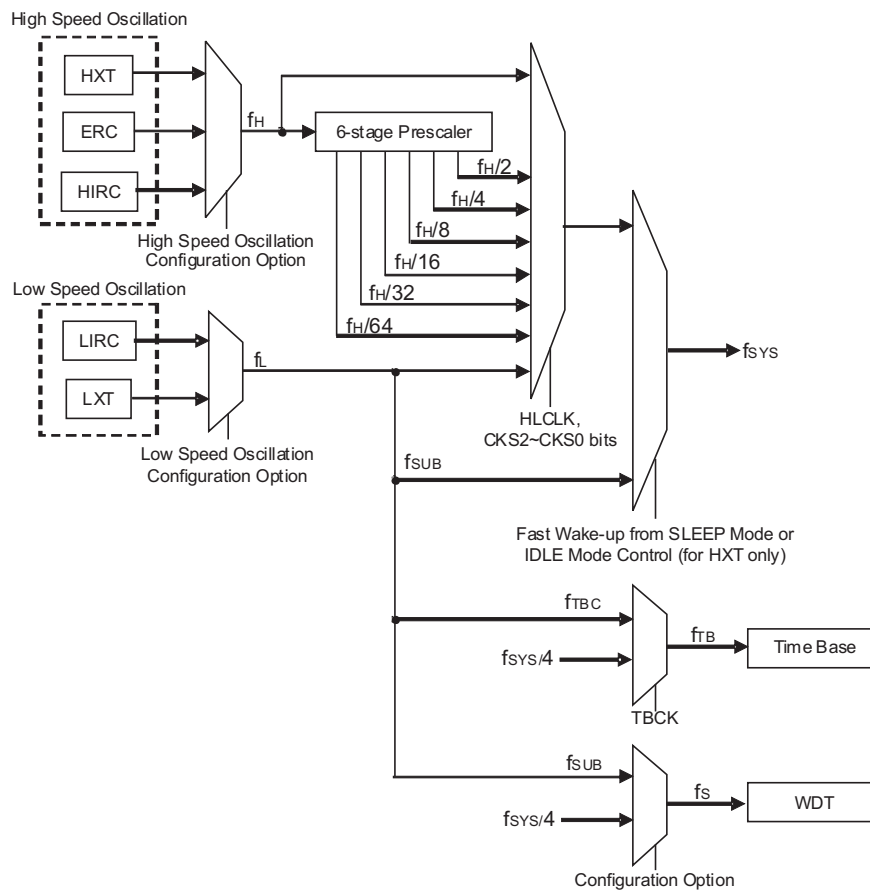 High Speed Oscillation
HXT
ERC
HIRC
fH
6-stage Prescaler
fH/2
fH/4
fH/8
fH/16
fH/32
fH/64
High Speed Oscillation
Configuration Option
Low Speed Oscillation
LIRC
LXT
fL
Low Speed Oscillation
Configuration Option
HLCLK,
CKS2~CKS0 bits
fSYS
fSUB
Fast Wake-up from SLEEP Mode or
IDLE Mode Control (for HXT only)
fTBC
fSYS/4
fTB
Time Base
TBCK
fSUB
fSYS/4
fS
WDT
Configuration Option